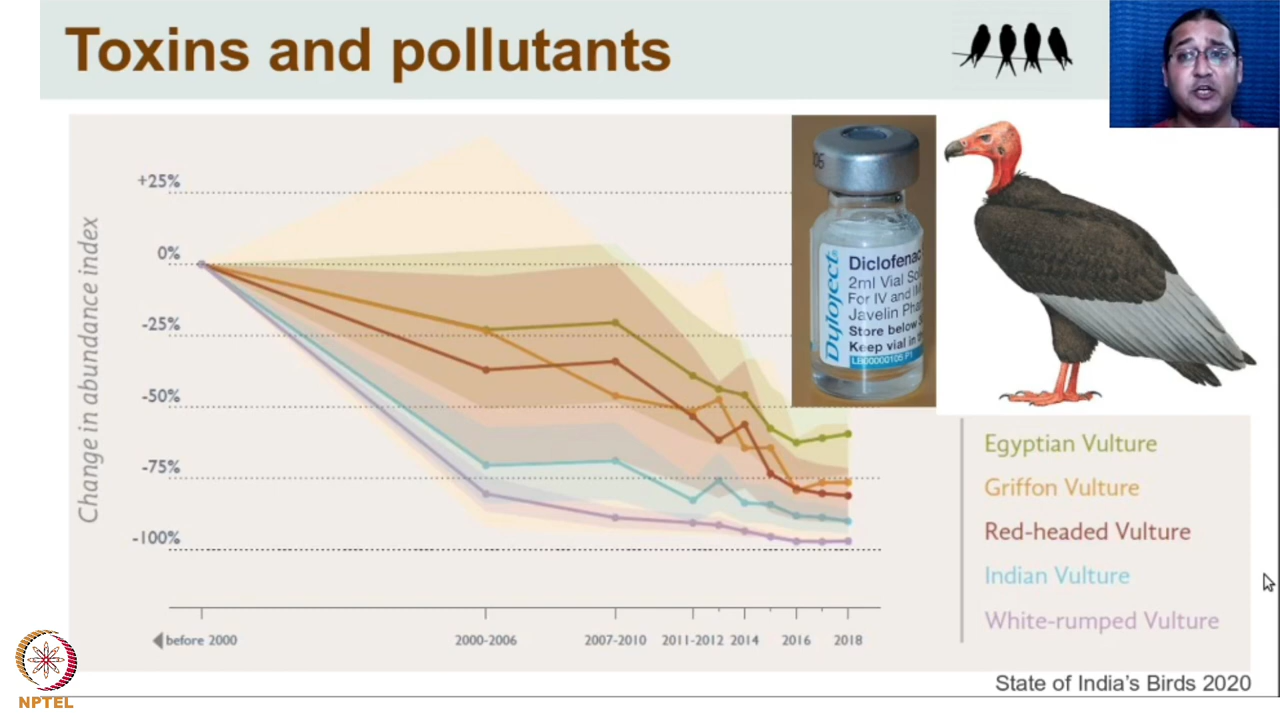 Toxins and pollutants
+25%
0%
-25%
-50%
-75%
-100%
Change in abundance index
before 2000
2000-2006
2007-2010
2011-2012
2014
2016
2018
Dyloject
Diclofenac
2ml Vial
For IV and
Javelin
Store below
Keep vial in
Egyptian Vulture
Griffon Vulture
Red-headed Vulture
Indian Vulture
White-rumped Vulture
State of India's Birds 2020
NPTEL